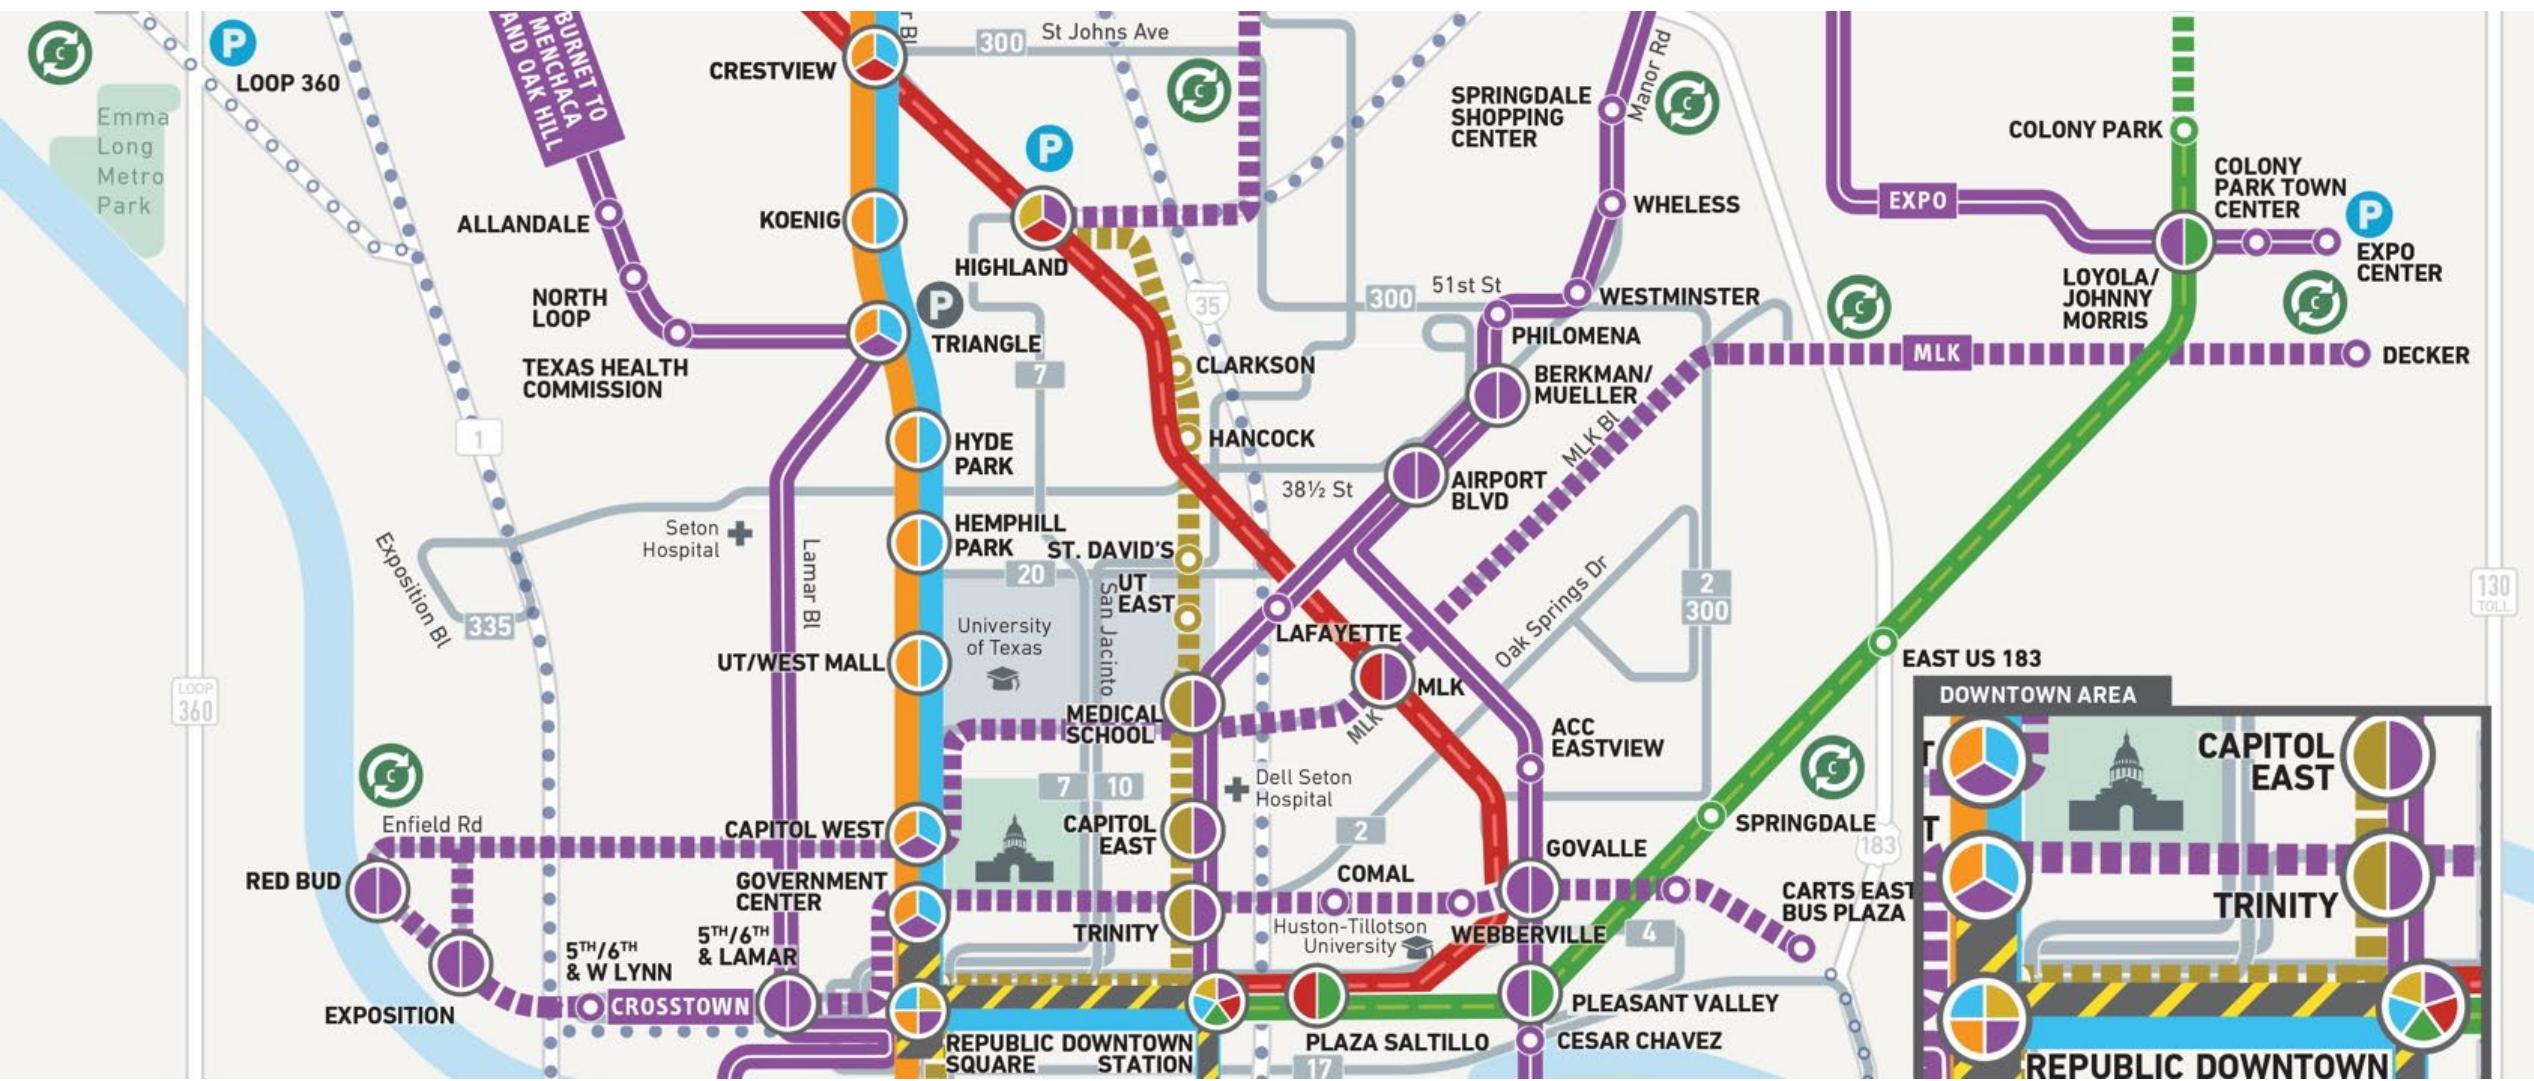 BURNET TO
MENCHACA
AND OAK HILL
St Johns Ave
300
P
LOOP 360
Emma
Long
Metro
Park
CRESTVIEW
P
Manor Rd
SPRINGDALE
SHOPPING
CENTER
COLONY PARK
COLONY
PARK TOWN
CENTER
P
EXPO
CENTER
EXPO
ALLANDALE
KOENIG
WHELESS
HIGHLAND
NORTH
LOOP
P
TRIANGLE
35
51st St
300
WESTMINSTER
PHILOMENA
LOYOLA/
JOHNNY
MORRIS
MLK
DECKER
TEXAS HEALTH
COMMISSION
7
CLARKSON
BERKMAN/
MUELLER
1
HYDE
PARK
HANCOCK
MLK Bl
38½ St
AIRPORT
BLVD
Seton
Hospital
HEMPHILL
PARK
ST. DAVID'S
Exposition Bl
Lamar Bl
20
UT
EAST
San Jacinto
335
University
of Texas
LAFAYETTE
Oak Springs Dr
2
300
130
TOLL
UT/WEST MALL
EAST US 183
LOOP
360
MEDICAL
SCHOOL
MLK
MLK
ACC
EASTVIEW
7
10
Dell Seton
Hospital
Enfield Rd
CAPITOL WEST
CAPITOL
EAST
2
SPRINGDALE
183
GOVALLE
RED BUD
GOVERNMENT
CENTER
COMAL
CARTS EAST
BUS PLAZA
TRINITY
Huston-Tillotson
University
WEBBERVILLE
4
5TH/6TH
& W LYNN
5TH/6TH
& LAMAR
EXPOSITION
CROSSTOWN
PLEASANT VALLEY
REPUBLIC
SQUARE
DOWNTOWN
STATION
PLAZA SALTILLO
CESAR CHAVEZ
17
DOWNTOWN AREA
T
CAPITOL
EAST
T
TRINITY
REPUBLIC DOWNTOWN